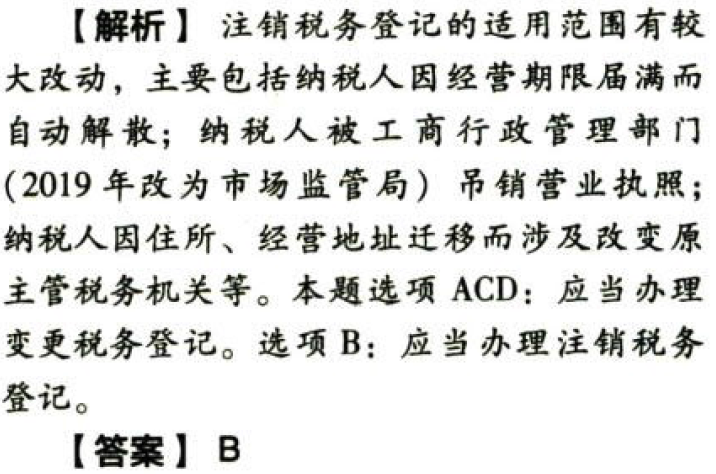 【解析】 注销税务登记的适用范围有较
大改动，主要包括纳税人因经营期限届满而
自动解散；纳税人被工商行政管理部门
(2019年改为市场监管局）吊销营业执照；
纳税人因住所、经营地址迁移而涉及改变原
主管税务机关等。本题选项 ACD：应当办理
变更税务登记。选项 B：应当办理注销税务
登记。
【答案】 B